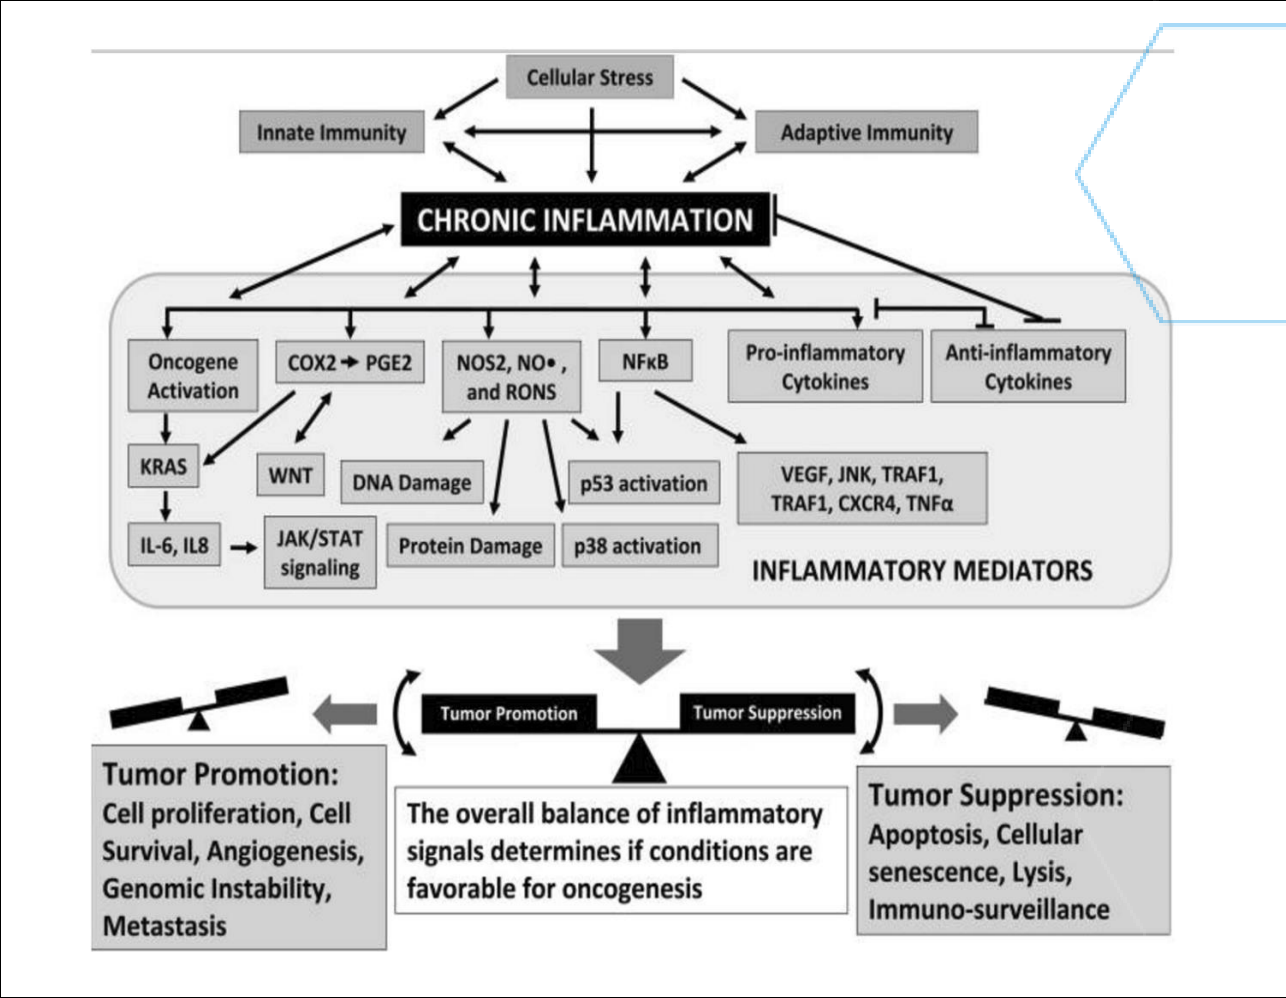 Cellular Stress
Innate Immunity
Adaptive Immunity
CHRONIC INFLAMMATION
Oncogene
Activation
COX2 → PGE2
NOS2, NO• ,
and RONS
NFκB
Pro-inflammatory
Cytokines
Anti-inflammatory
Cytokines
KRAS
WNT
DNA Damage
p53 activation
VEGF, JNK, TRAF1,
TRAF1, CXCR4, TNFα
IL-6, IL8
JAK/STAT
signaling
Protein Damage
p38 activation
INFLAMMATORY MEDIATORS
Tumor Promotion
Tumor Suppression
Tumor Promotion:
Cell proliferation, Cell
Survival, Angiogenesis,
Genomic Instability,
Metastasis
The overall balance of inflammatory
signals determines if conditions are
favorable for oncogenesis
Tumor Suppression:
Apoptosis, Cellular
senescence, Lysis,
Immuno-surveillance